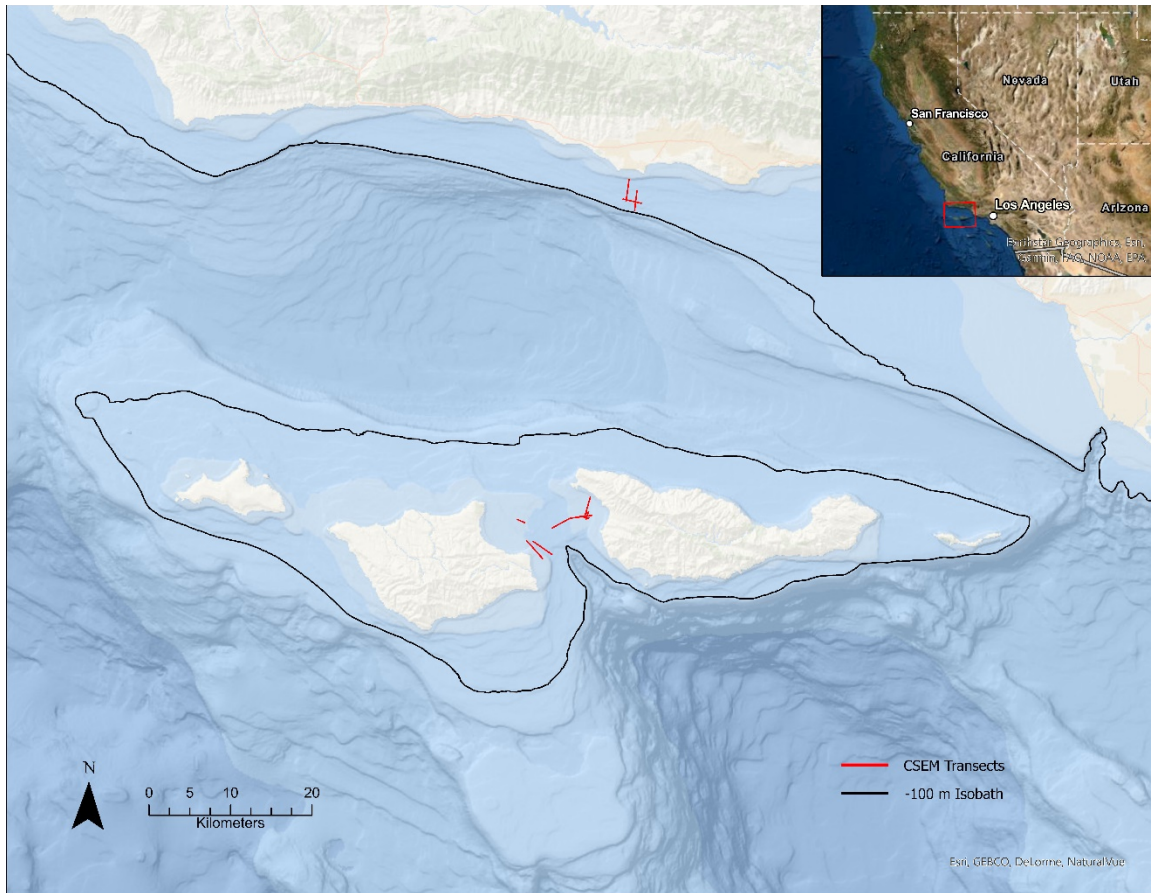 Nevada
Utah
San Francisco
California
Los Angeles
Arizona
Earthstar Geographics, Esri,
Garmin, FAO, NOAA, EPA
N
0 5 10 20
Kilometers
CSEM Transects
-100 m Isobath
Esri, GEBCO, DeLorme, NaturalVue